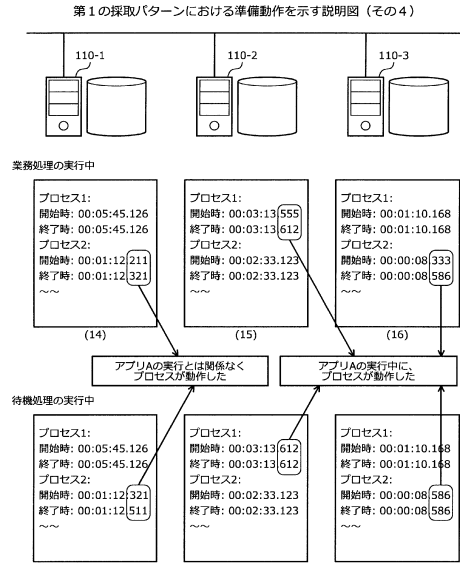 第１の採取パターンにおける準備動作を示す説明図（その４）
110-1
110-2
110-3
業務処理の実行中
プロセス1:
開始時: 00:05:45.126
終了時: 00:05:45.126
プロセス2:
開始時: 00:01:12.211
終了時: 00:01:12.321
～～
(14)
プロセス1:
開始時: 00:03:13.555
終了時: 00:03:13.612
プロセス2:
開始時: 00:02:33.123
終了時: 00:02:33.123
～～
(15)
プロセス1:
開始時: 00:01:10.168
終了時: 00:01:10.168
プロセス2:
開始時: 00:00:08.333
終了時: 00:00:08.586
～～
(16)
アプリAの実行とは関係なく
プロセスが動作した
アプリAの実行中に、
プロセスが動作した
待機処理の実行中
プロセス1:
開始時: 00:05:45.126
終了時: 00:05:45.126
プロセス2:
開始時: 00:01:12.321
終了時: 00:01:12.511
～～
プロセス1:
開始時: 00:03:13.612
終了時: 00:03:13.612
プロセス2:
開始時: 00:02:33.123
終了時: 00:02:33.123
～～
プロセス1:
開始時: 00:01:10.168
終了時: 00:01:10.168
プロセス2:
開始時: 00:00:08.586
終了時: 00:00:08.586
～～